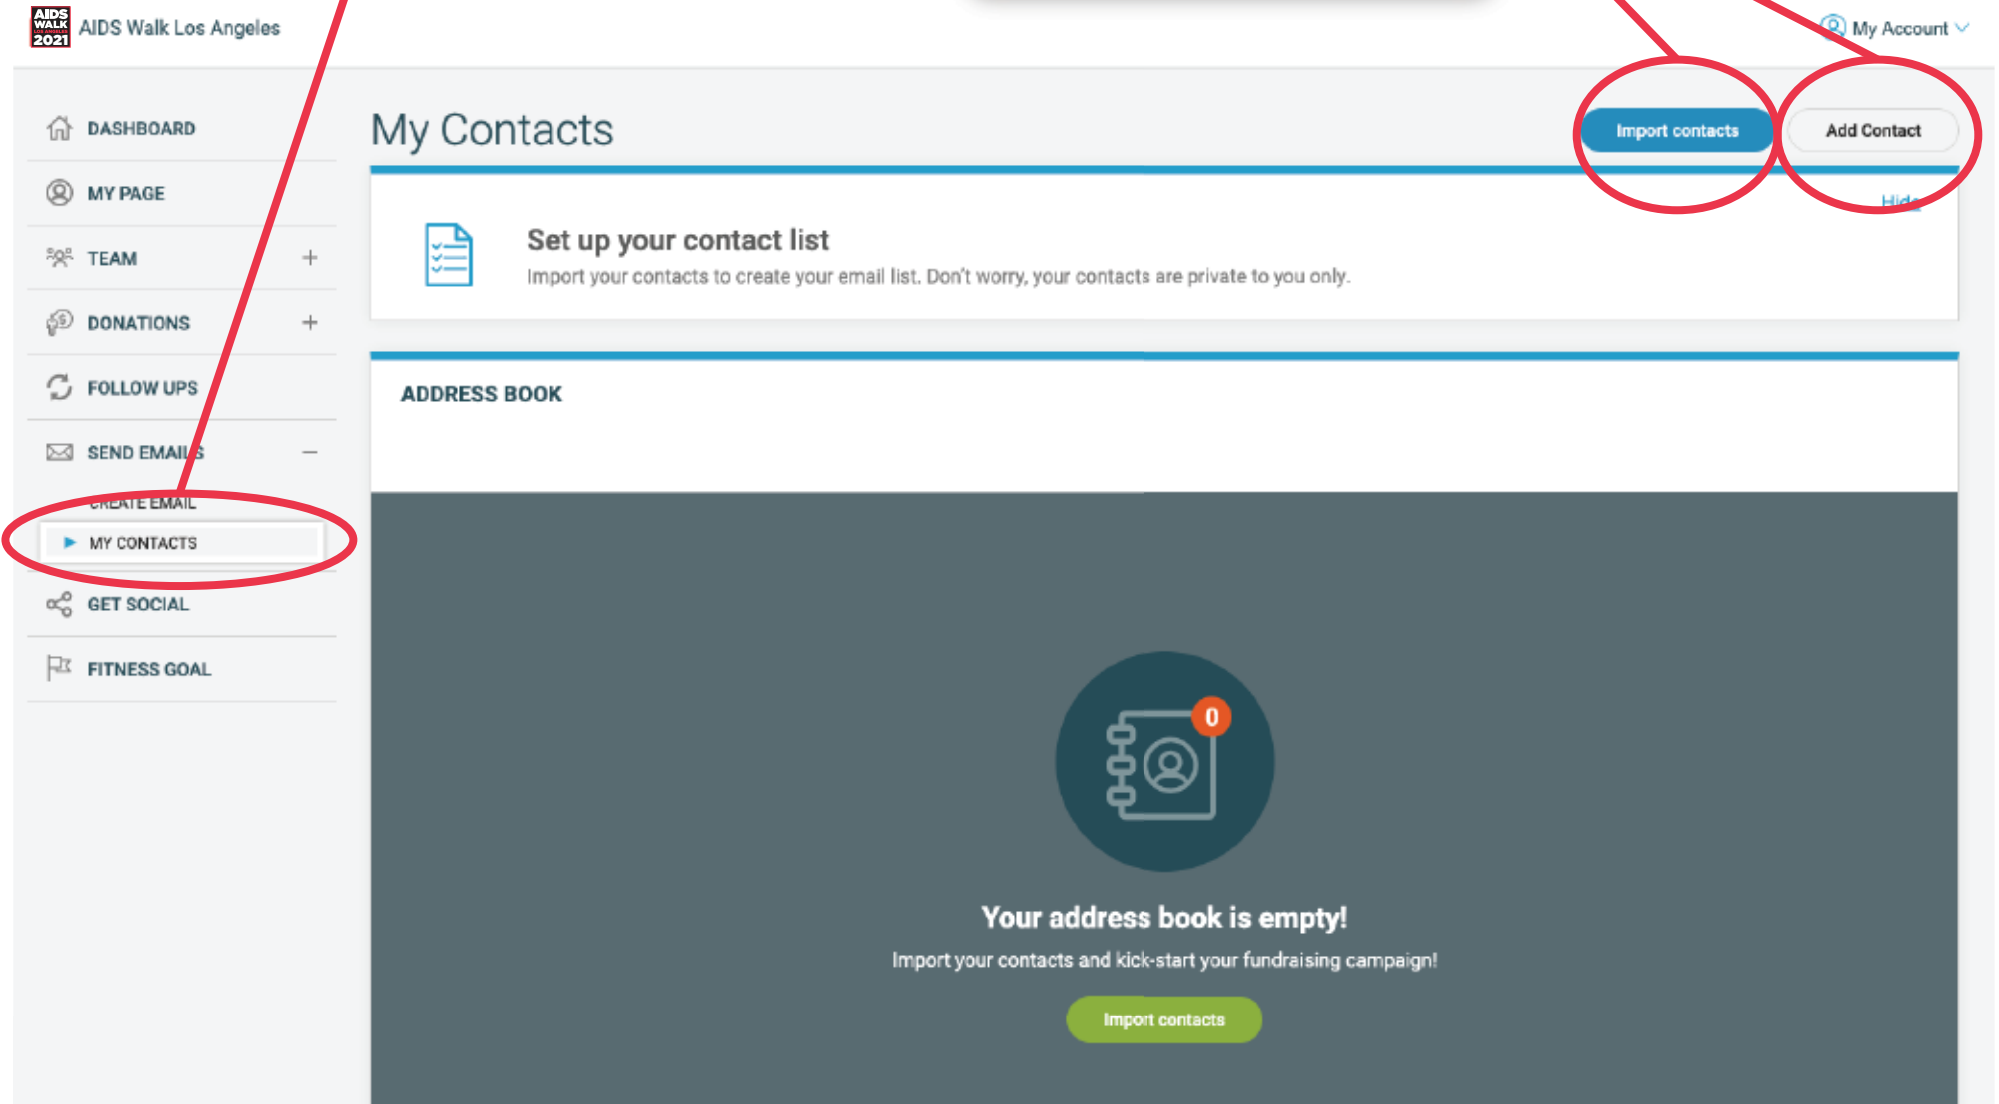 AIDS
WALK
LOS ANGELES
2021
AIDS Walk Los Angeles
My Account
DASHBOARD
MY PAGE
TEAM
DONATIONS
FOLLOW UPS
SEND EMAILS
CREATE EMAIL
MY CONTACTS
GET SOCIAL
FITNESS GOAL
My Contacts
Import contacts
Add Contact
Hide
Set up your contact list
Import your contacts to create your email list. Don't worry, your contacts are private to you only.
ADDRESS BOOK
0
Your address book is empty!
Import your contacts and kick-start your fundraising campaign!
Import contacts